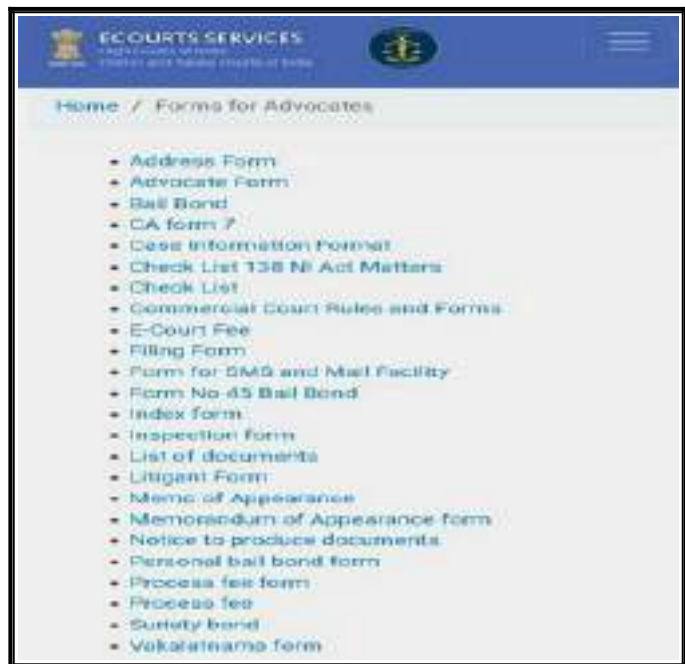 ECOURTS SERVICES
Home / Forms for Advocates
• Address Form
• Advocate Form
• Bail Bond
• CA form 7
• Case Information Format
• Check List 138 NI Act Matters
• Check List
• Commercial Court Rules and Forms
• E-Court Fee
• Filing Form
• Form for SMS and Mail Facility
• Form No 45 Bail Bond
• Index form
• Inspection form
• List of documents
• Litigant Form
• Memo of Appearance
• Memorandum of Appearance form
• Notice to produce documents
• Personal bail bond form
• Process fee form
• Process fee
• Surety bond
• Vakalatnama form